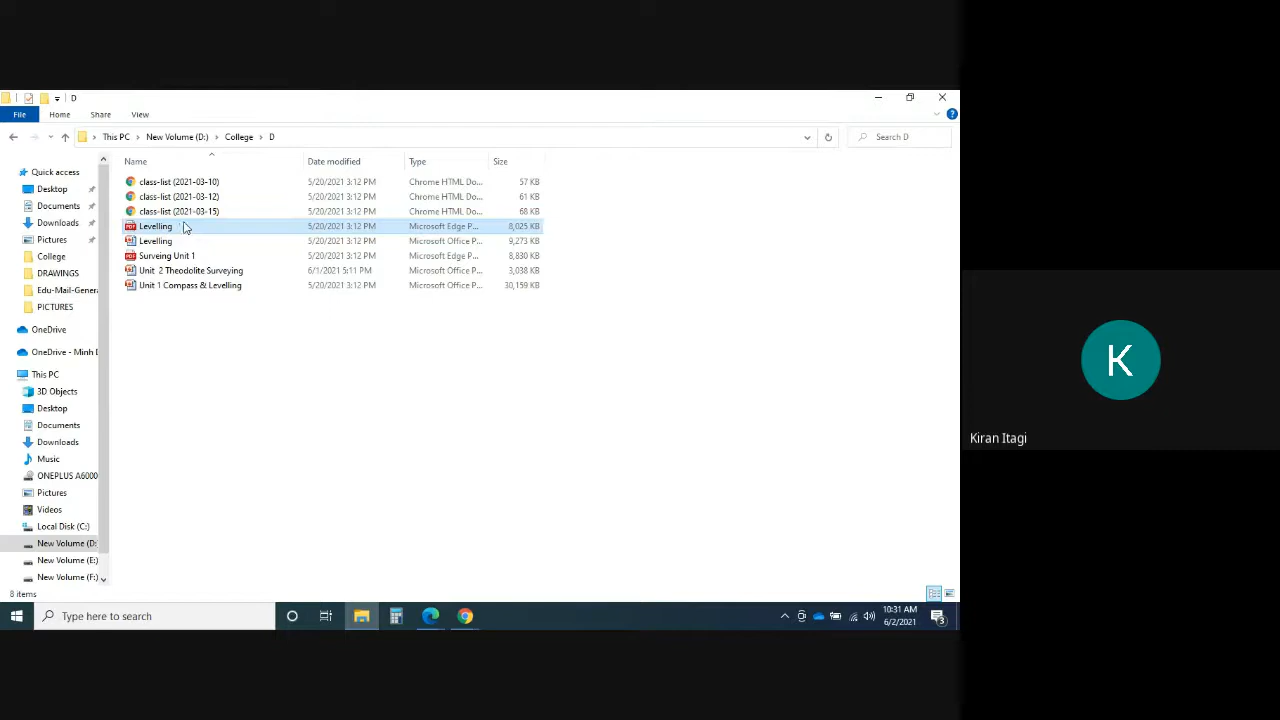 D
File Home Share View
This PC New Volume (D:) College D
Search D
Name Date modified Type Size
class-list (2021-03-10) 5/20/2021 3:12 PM Chrome HTML Do... 57 KB
class-list (2021-03-12) 5/20/2021 3:12 PM Chrome HTML Do... 61 KB
class-list (2021-03-15) 5/20/2021 3:12 PM Chrome HTML Do... 68 KB
Levelling 5/20/2021 3:12 PM Microsoft Edge P... 8,025 KB
Levelling 5/20/2021 3:12 PM Microsoft Office P... 9,273 KB
Surveing Unit 1 5/20/2021 3:12 PM Microsoft Edge P... 8,830 KB
Unit 2 Theodolite Surveying 6/1/2021 5:11 PM Microsoft Office P... 3,038 KB
Unit 1 Compass & Levelling 5/20/2021 3:12 PM Microsoft Office P... 30,159 KB
Quick access
Desktop
Documents
Downloads
Pictures
College
DRAWINGS
Edu-Mail-Genera
PICTURES
OneDrive
OneDrive - Minh
This PC
3D Objects
Desktop
Documents
Downloads
Music
ONEPLUS A6000
Pictures
Videos
Local Disk (C:)
New Volume (D:
New Volume (E:)
New Volume (F:)
8 items
Type here to search
10:31 AM
6/2/2021
3
K
Kiran Itagi